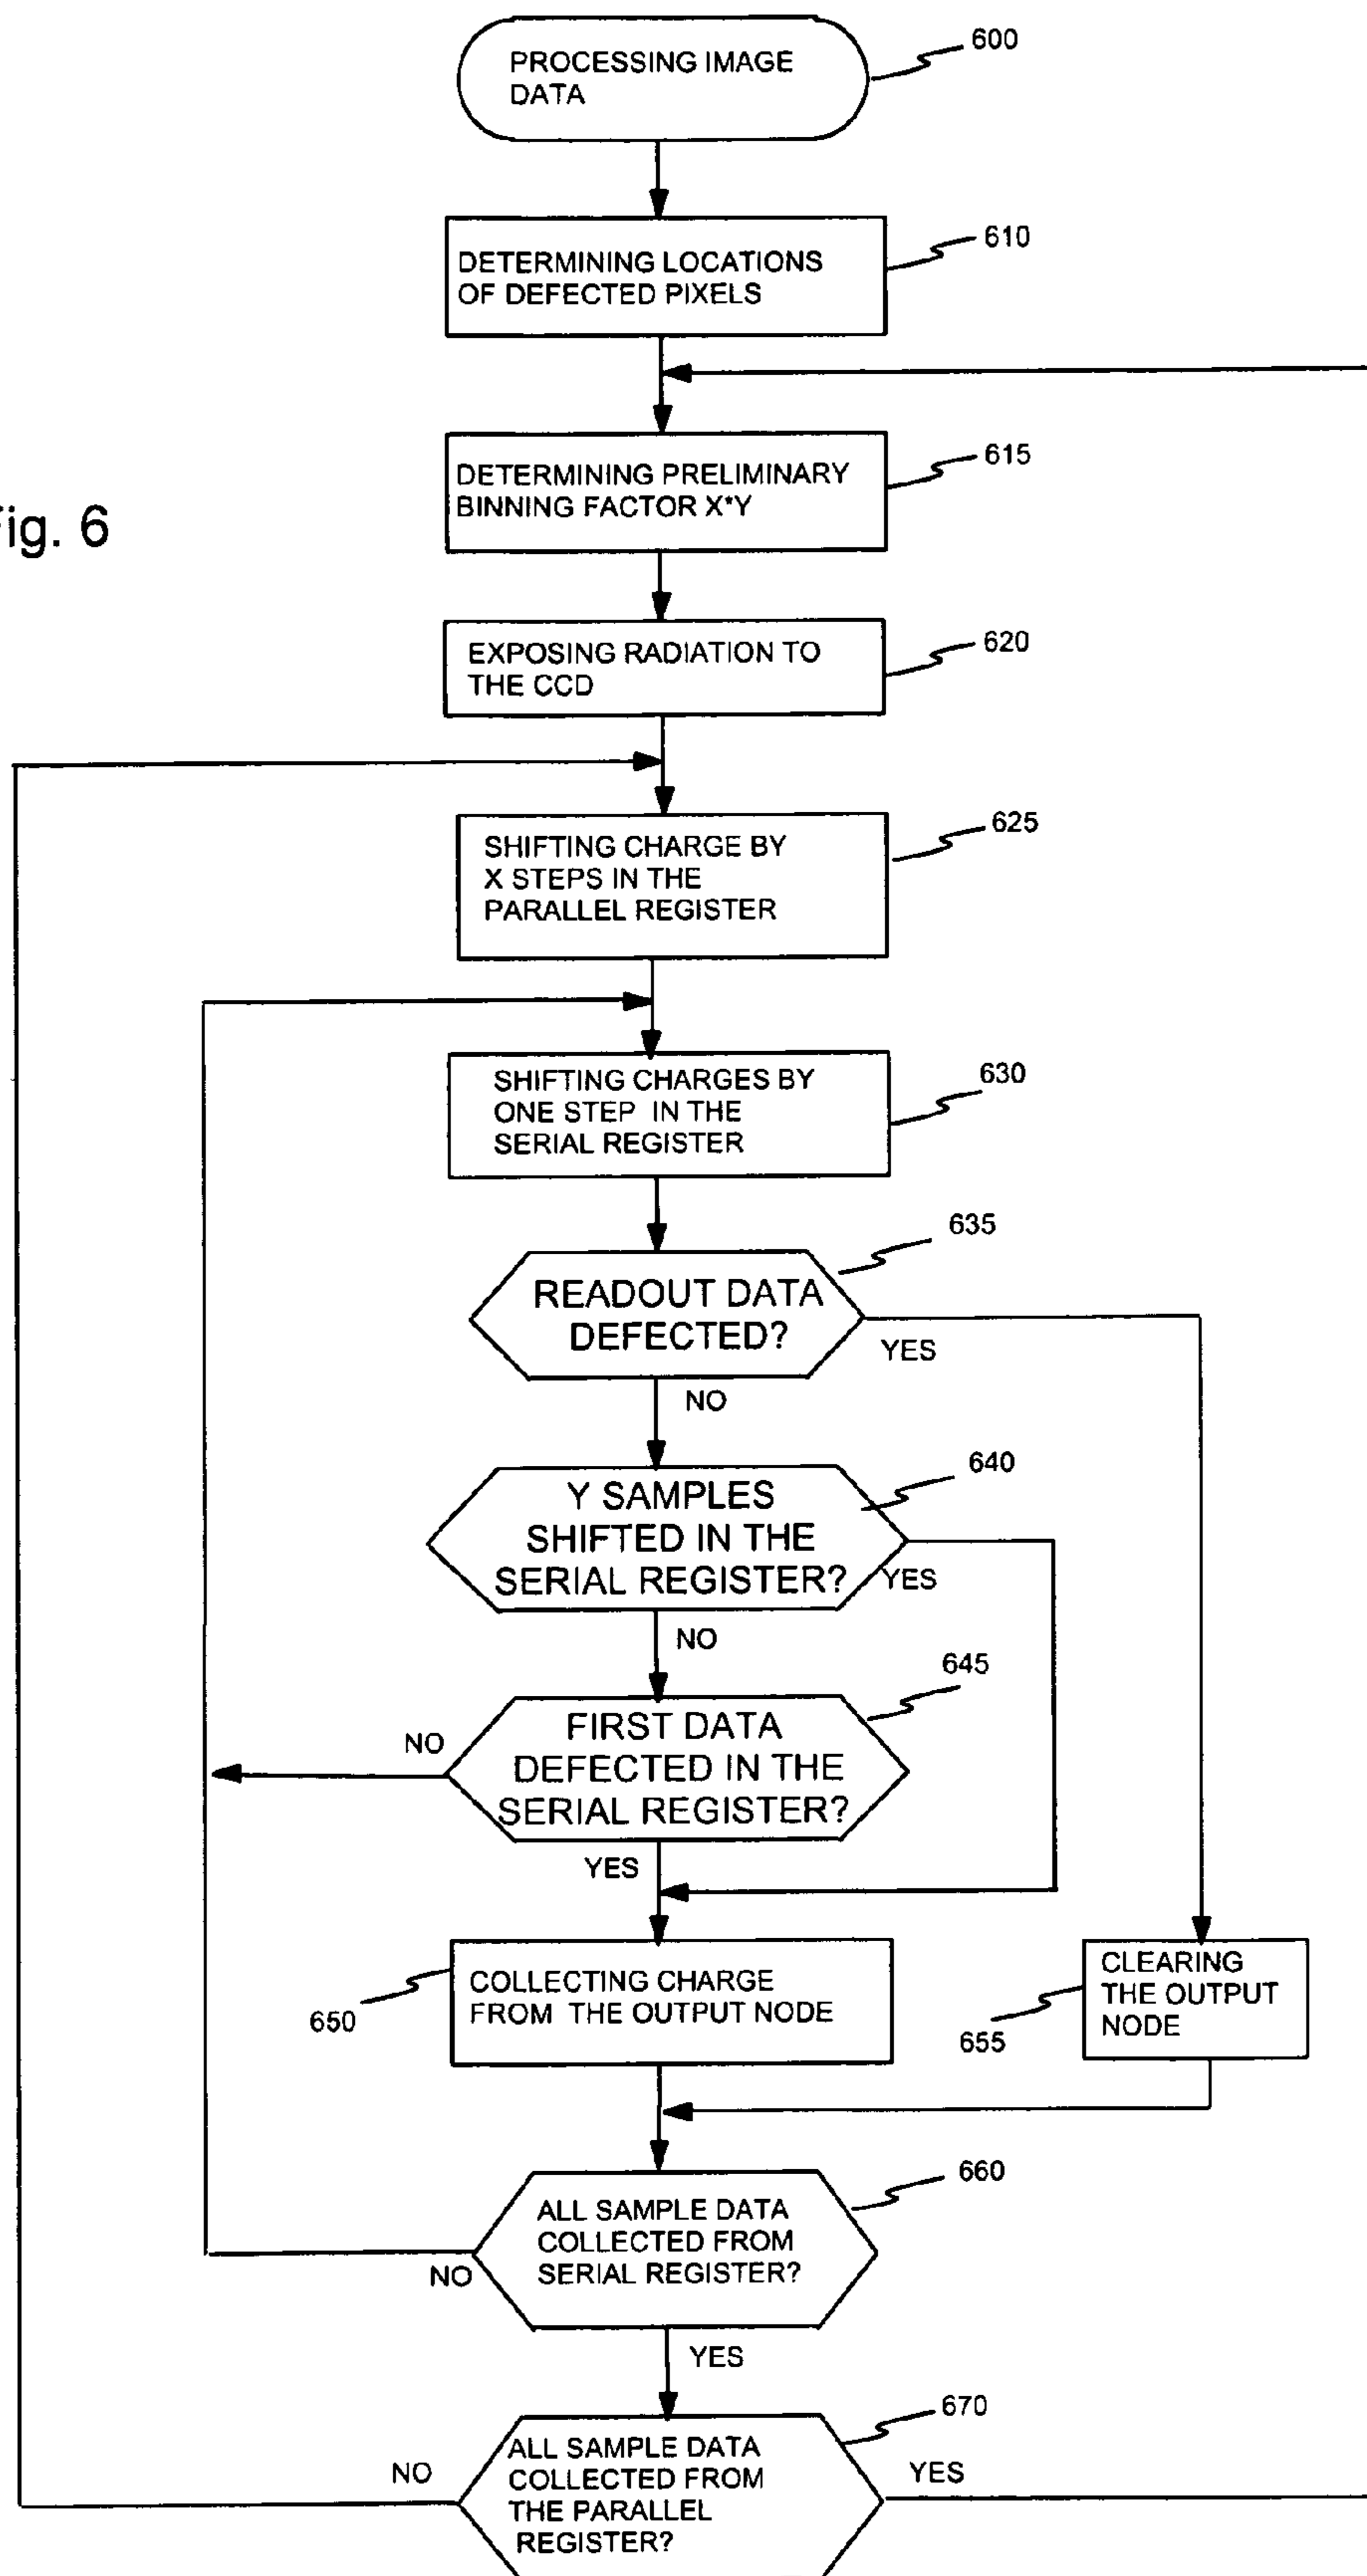 PROCESSING IMAGE
DATA
600
DETERMINING LOCATIONS
OF DEFECTED PIXELS
610
DETERMINING PRELIMINARY
BINNING FACTOR X*Y
615
ig. 6
EXPOSING RADIATION TO
THE CCD
620
SHIFTING CHARGE BY
X STEPS IN THE
PARALLEL REGISTER
625
SHIFTING CHARGES BY
ONE STEP IN THE
SERIAL REGISTER
630
635
READOUT DATA
DEFECTED?
YES
NO
640
Y SAMPLES
SHIFTED IN THE
SERIAL REGISTER?
YES
NO
645
FIRST DATA
DEFECTED IN THE
SERIAL REGISTER?
NO
YES
COLLECTING CHARGE
FROM THE OUTPUT NODE
650
CLEARING
THE OUTPUT
NODE
655
660
ALL SAMPLE DATA
COLLECTED FROM
SERIAL REGISTER?
NO
YES
670
ALL SAMPLE DATA
COLLECTED FROM
THE PARALLEL
REGISTER?
NO
YES